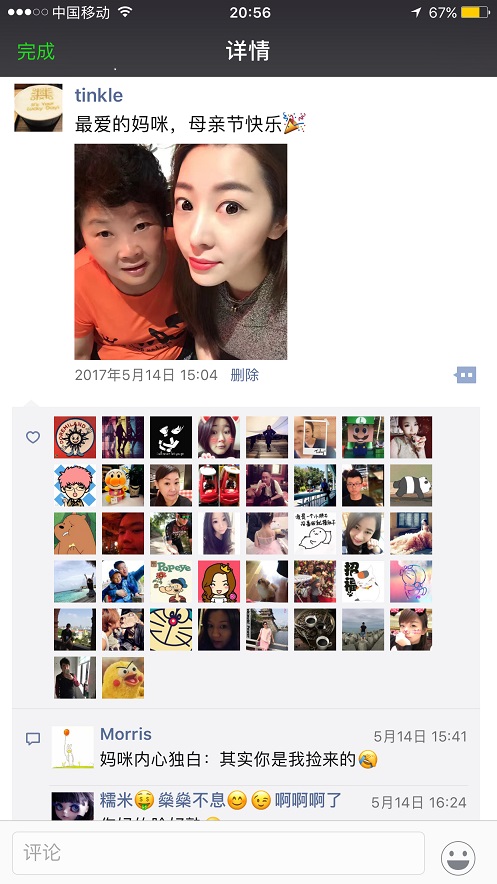 中国移动
20:56
67%
完成
详情
tinkle
最爱的妈咪，母亲节快乐🎉
2017年5月14日 15:04 删除
POPEYE
招福
Morris
5月14日 15:41
妈咪内心独白：其实你是我捡来的😂
糯米🤑燊燊不息😊😉啊啊啊了
5月14日 16:24
评论